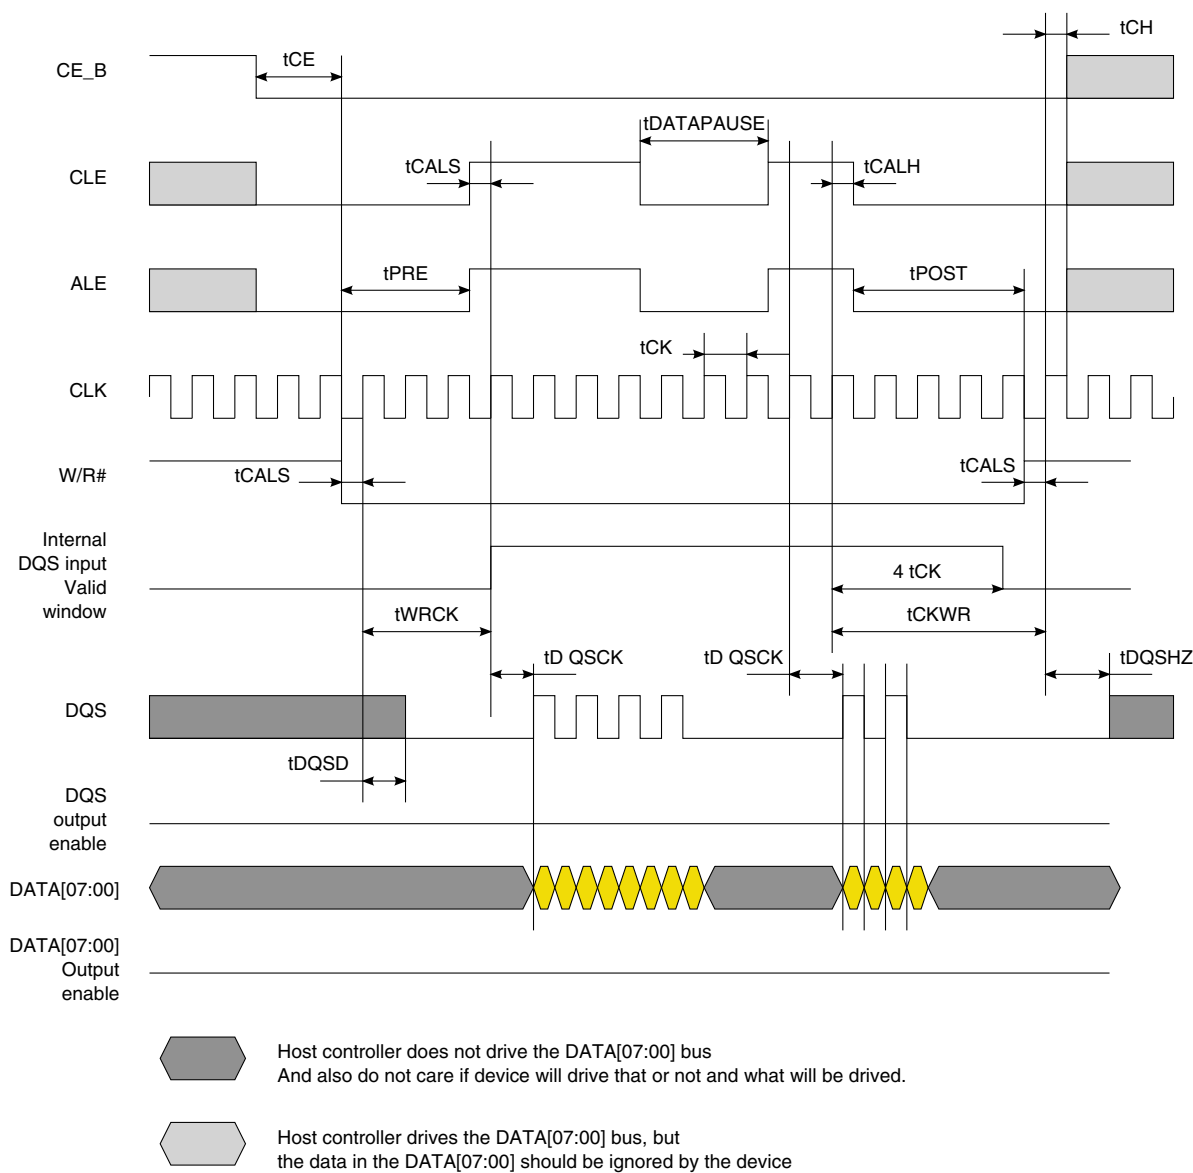 tCH
CE_B
tCE
tDATAPAUSE
tCALS
tCALH
CLE
ALE
tPRE
tPOST
tCK
CLK
W/R#
tCALS
tCALS
Internal
DQS input
Valid
window
4 tCK
tWRCK
tCKWR
tD QSCK
tD QSCK
tDQSHZ
DQS
tDQSD
DQS
output
enable
DATA[07:00]
DATA[07:00]
Output
enable
Host controller does not drive the DATA[07:00] bus
And also do not care if device will drive that or not and what will be drived.
Host controller drives the DATA[07:00] bus, but
the data in the DATA[07:00] should be ignored by the device